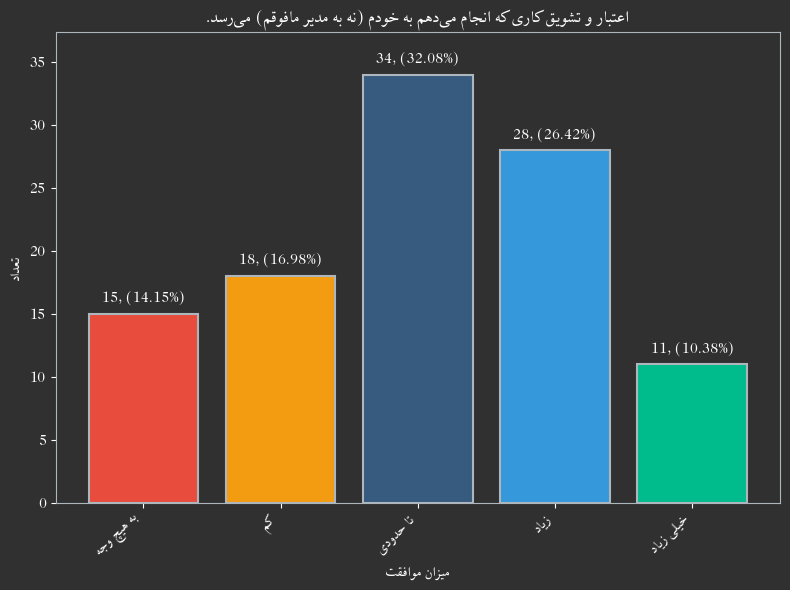 اعتبار و تشویق کاری که انجام می‌دهم به خودم (نه به مدیر مافوقم) می‌رسد.
35
30
25
20
15
10
5
0
تعداد
15, (14.15%)
18, (16.98%)
34, (32.08%)
28, (26.42%)
11, (10.38%)
به هیچ وجه
کم
تا حدودی
زیاد
خیلی زیاد
میزان موافقت